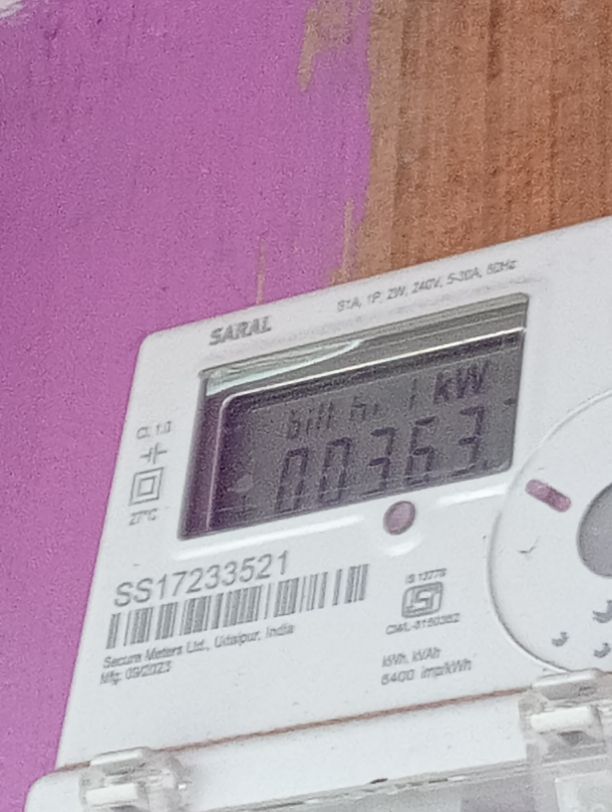 SARAL
S1A, 1P, 2W, 240V, 5-30A, 50Hz
bill hi. 1 kW
00363
Cl. 1.0
27°C
SS17233521
Secure Meters Ltd., Udaipur, India
Mfg: 09/2023
IS 13779
kWh, kVAh
6400 imp/kWh